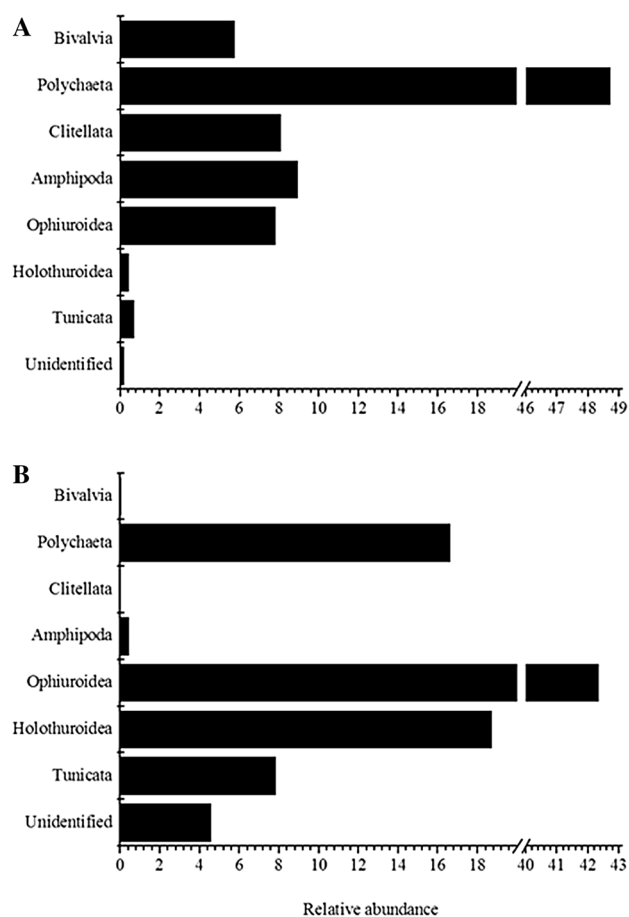 A
Bivalvia
Polychaeta
Clitellata
Amphipoda
Ophiuroidea
Holothuroidea
Tunicata
Unidentified
0 2 4 6 8 10 12 14 16 18 46 47 48 49
B
Bivalvia
Polychaeta
Clitellata
Amphipoda
Ophiuroidea
Holothuroidea
Tunicata
Unidentified
0 2 4 6 8 10 12 14 16 18 40 41 42 43
Relative abundance